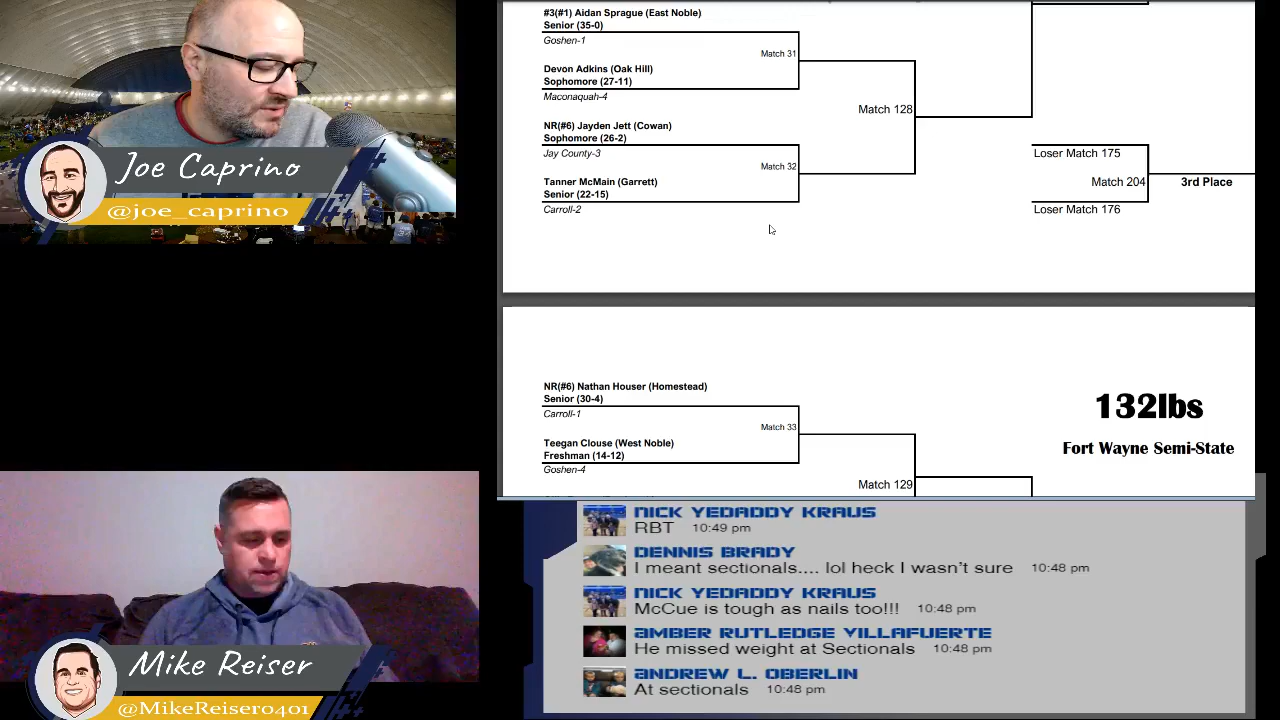 #3(#1) Aidan Sprague (East Noble)
Senior (35-0)
Goshen-1
Match 31
Devon Adkins (Oak Hill)
Sophomore (27-11)
Maconaquah-4
Match 128
NR(#6) Jayden Jett (Cowan)
Sophomore (26-2)
Jay County-3
Match 32
Tanner McMain (Garrett)
Senior (22-15)
Carroll-2
Loser Match 175
Match 204
3rd Place
Loser Match 176
Joe Caprino
@joe_caprino
NR(#6) Nathan Houser (Homestead)
Senior (30-4)
Carroll-1
Match 33
Teegan Clouse (West Noble)
Freshman (14-12)
Goshen-4
Match 129
132lbs
Fort Wayne Semi-State
NICK YEDADDY KRAUS
RBT 10:49 pm
DENNIS BRADY
I meant sectionals.... lol heck I wasn't sure 10:48 pm
NICK YEDADDY KRAUS
McCue is tough as nails too!!! 10:48 pm
AMBER RUTLEDGE VILLAFUERTE
He missed weight at Sectionals 10:48 pm
ANDREW L. OBERLIN
At sectionals 10:48 pm
Mike Reiser
@MikeReiser0401